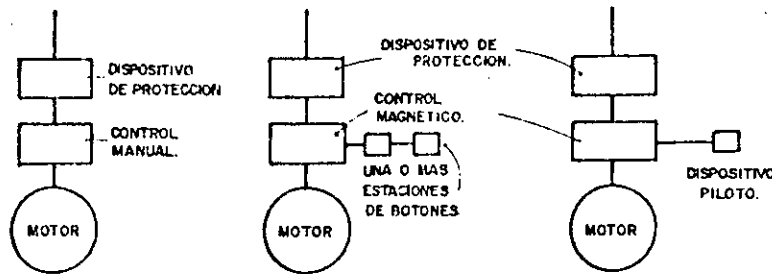 DISPOSITIVO
DE PROTECCION
CONTROL
MANUAL.
MOTOR
DISPOSITIVO DE
PROTECCION.
CONTROL
MAGNETICO.
UNA O MAS
ESTACIONES
DE BOTONES.
MOTOR
DISPOSITIVO
PILOTO.
MOTOR